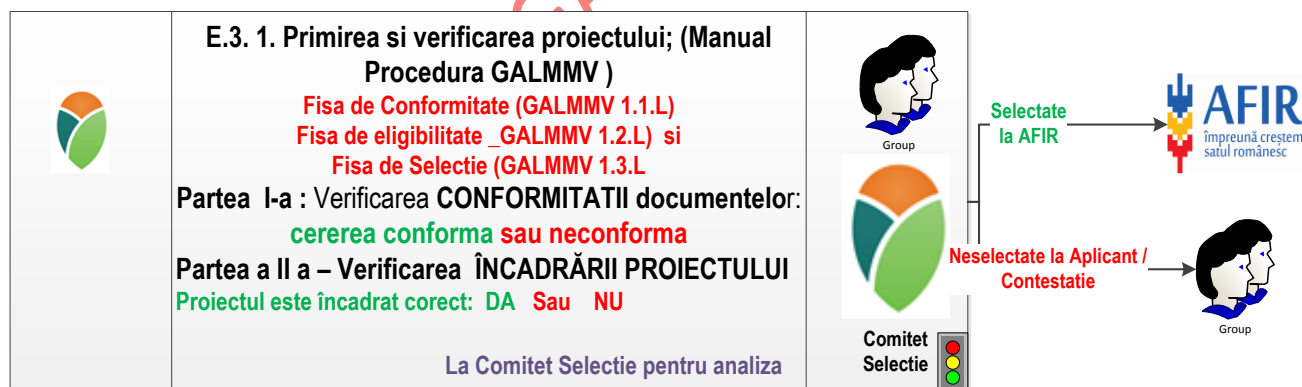 E.3. 1. Primirea si verificarea proiectului; (Manual
Procedura GALMMV )
Fisa de Conformitate (GALMMV 1.1.L)
Fisa de eligibilitate _GALMMV 1.2.L)  si
Fisa de Selectie (GALMMV 1.3.L
Partea  I-a : Verificarea CONFORMITATII documentelor:
cererea conforma sau neconforma
Partea a II a – Verificarea  ÎNCADRĂRII PROIECTULUI
Proiectul este încadrat corect:  DA   Sau    NU
La Comitet Selectie pentru analiza
Group
Comitet
Selectie
Selectate
la AFIR
AFIR
împreună creștem
satul românesc
Neselectate la Aplicant /
Contestatie
Group